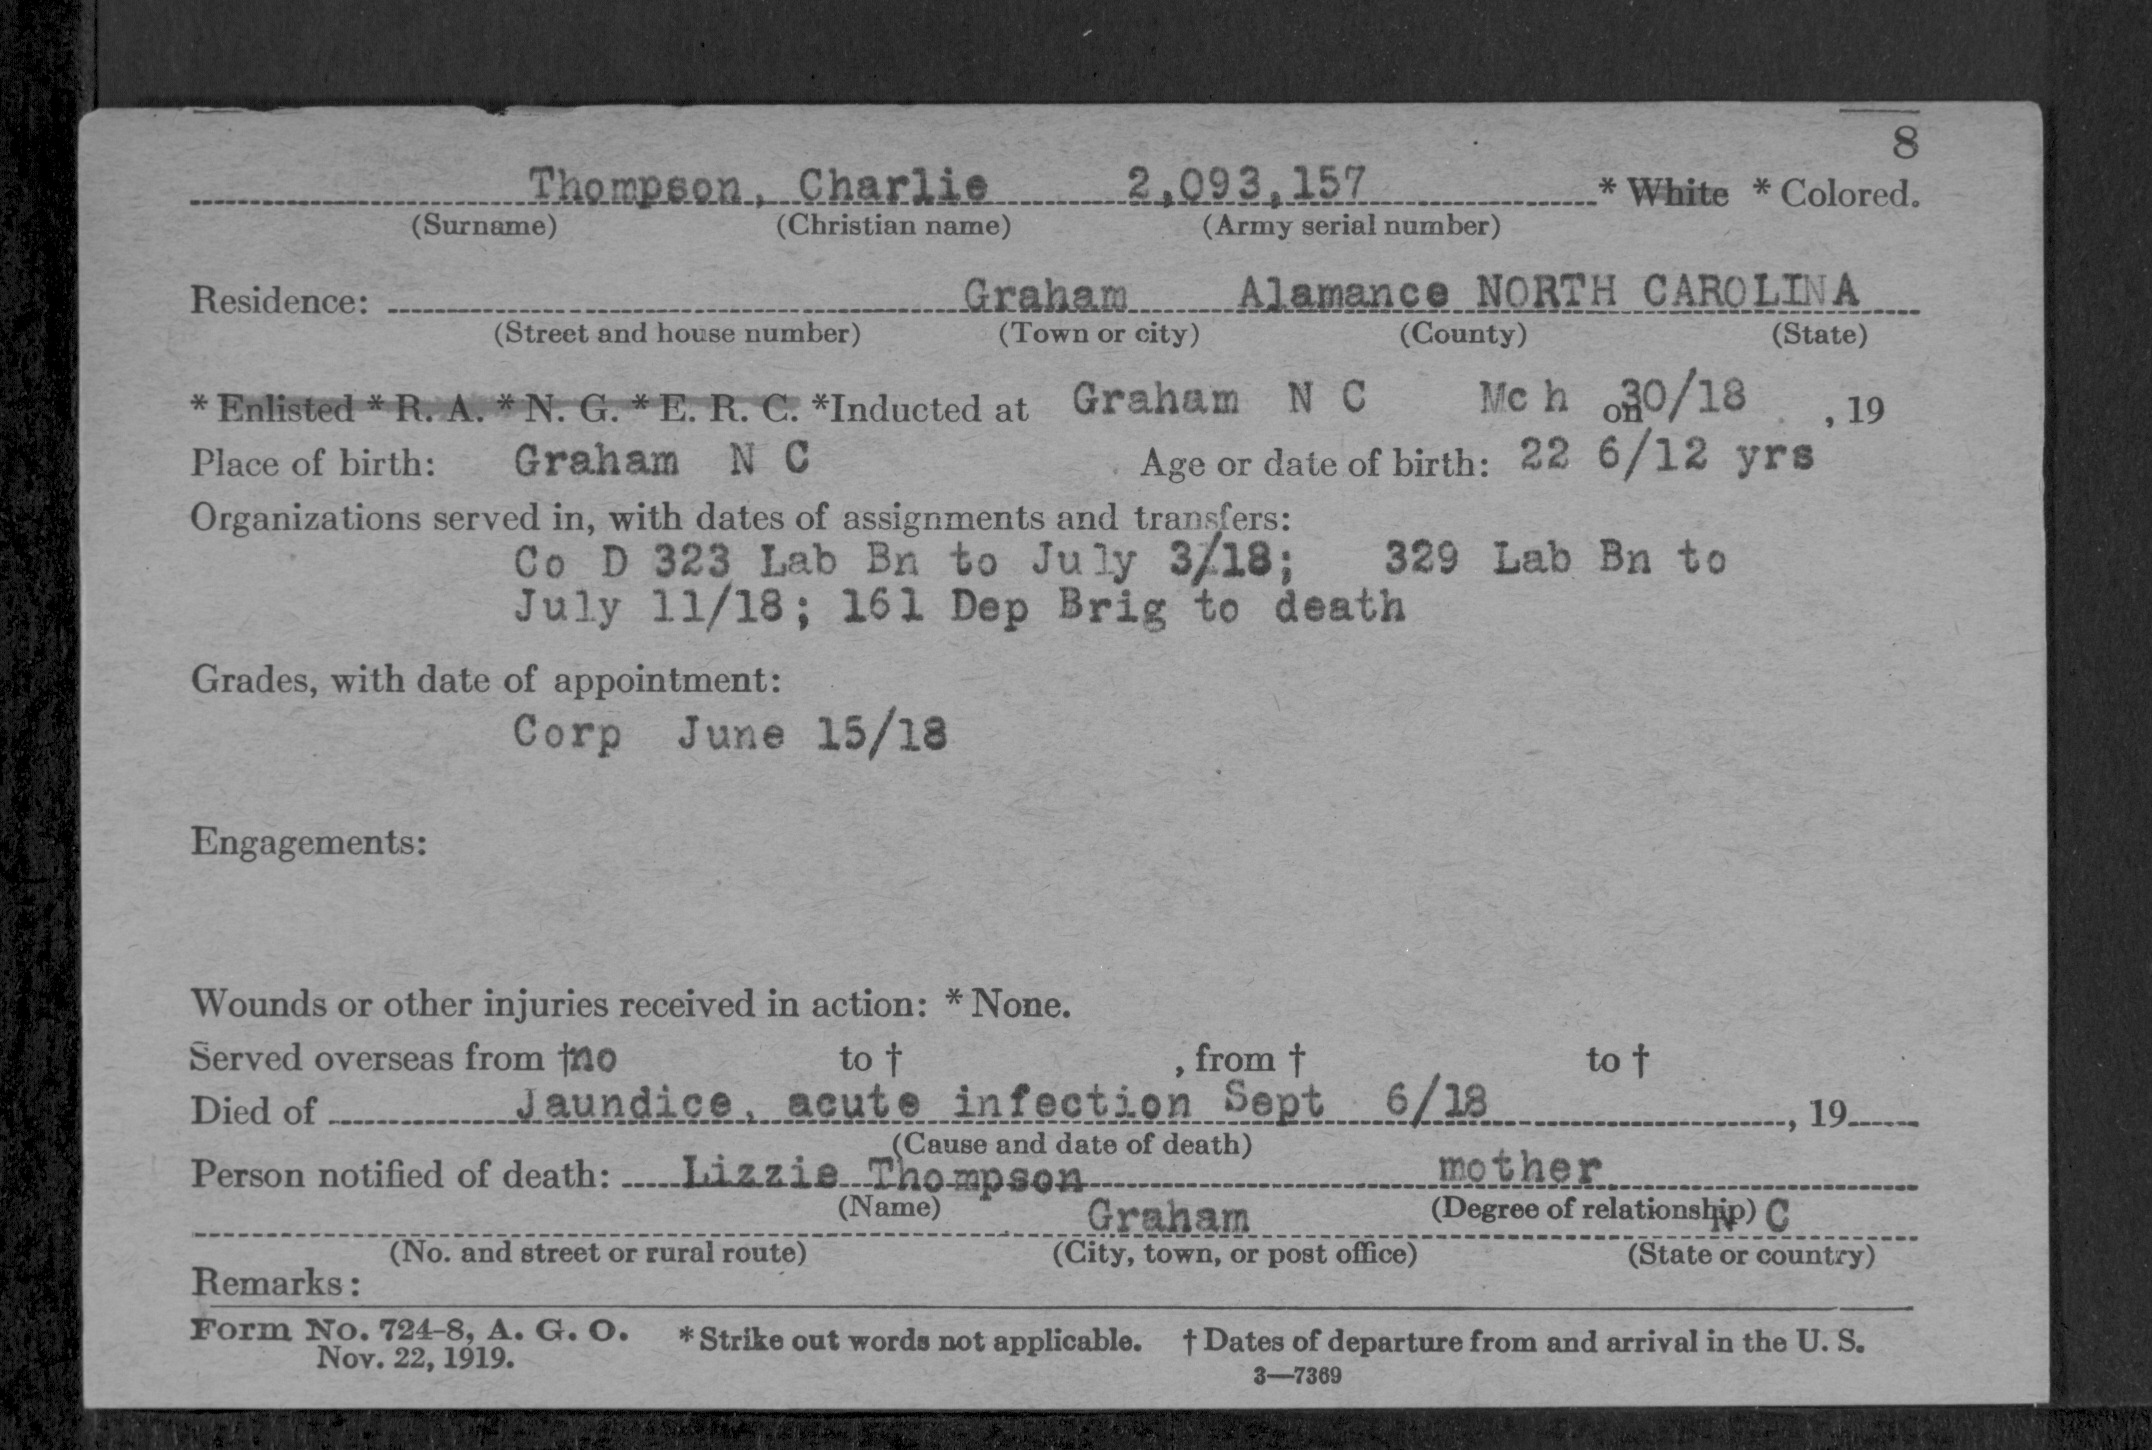 8
Thompson, Charlie 2,093,157 * White * Colored.
(Surname) (Christian name) (Army serial number)
Residence: Graham Alamance NORTH CAROLINA
(Street and house number) (Town or city) (County) (State)
* Enlisted * R. A. * N. G. * E. R. C. *Inducted at Graham N C Mch on 30/18 , 19
Place of birth: Graham N C Age or date of birth: 22 6/12 yrs
Organizations served in, with dates of assignments and transfers:
Co D 323 Lab Bn to July 3/18; 329 Lab Bn to
July 11/18; 161 Dep Brig to death
Grades, with date of appointment:
Corp June 15/18
Engagements:
Wounds or other injuries received in action: * None.
Served overseas from †no to † , from † to †
Died of Jaundice, acute infection Sept 6/18 , 19
(Cause and date of death)
Person notified of death: Lizzie Thompson mother
(Name) (Degree of relationship)
Graham N C
(No. and street or rural route) (City, town, or post office) (State or country)
Remarks:
Form No. 724-8, A. G. O. * Strike out words not applicable. † Dates of departure from and arrival in the U. S.
Nov. 22, 1919.
3—7369